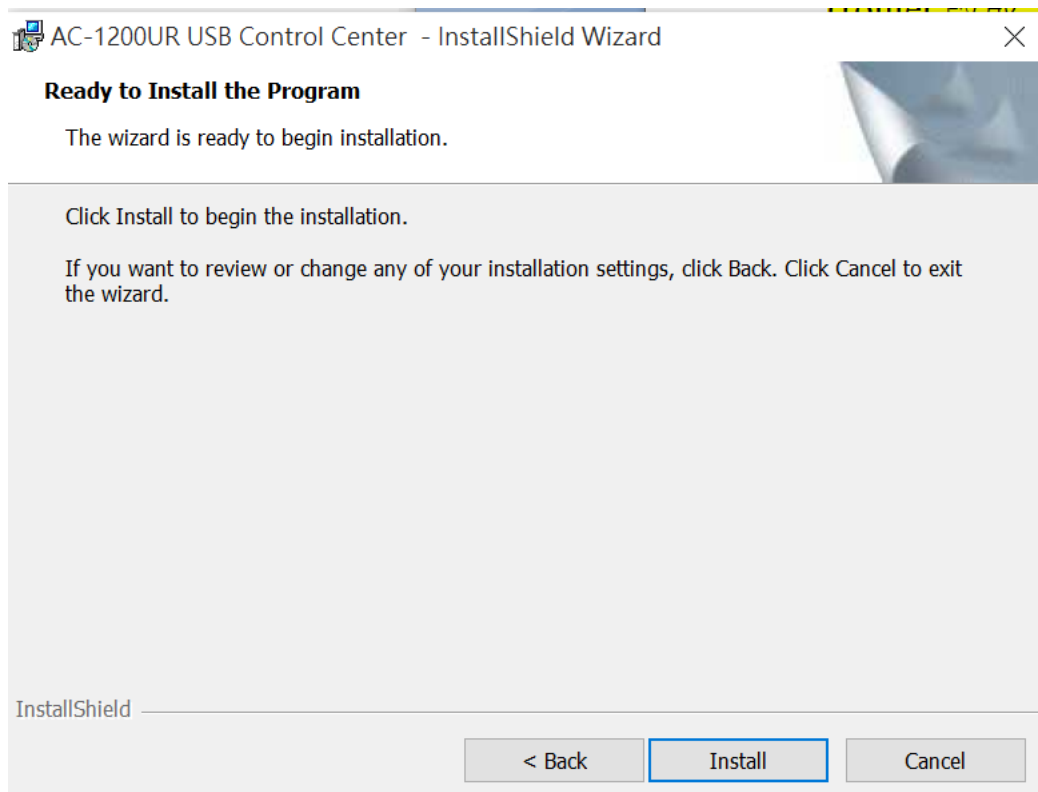 AC-1200UR USB Control Center - InstallShield Wizard
Ready to Install the Program
The wizard is ready to begin installation.
Click Install to begin the installation.
If you want to review or change any of your installation settings, click Back. Click Cancel to exit
the wizard.
InstallShield
< Back
Install
Cancel